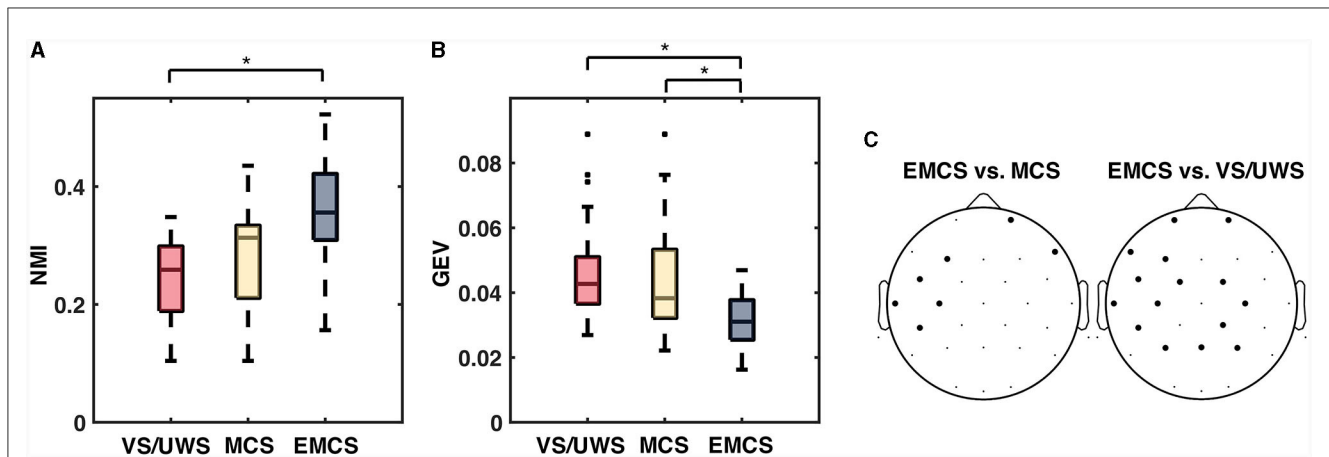 A
B
C
*
*
*
NMI
0.4
0.2
0
VS/UWS MCS EMCS
GEV
0.08
0.06
0.04
0.02
0
VS/UWS MCS EMCS
EMCS vs. MCS
EMCS vs. VS/UWS